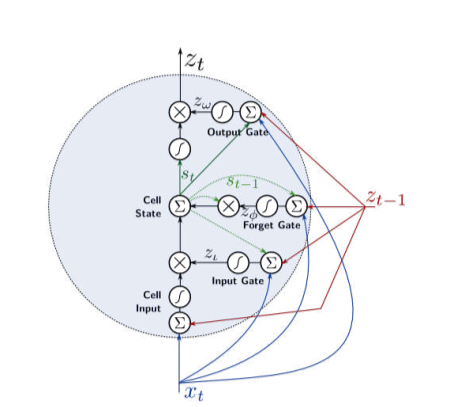 z_t
z_ω
Output Gate
s_t
s_{t−1}
z_{t−1}
Cell
State
z_ϕ
Forget Gate
z_ι
Input Gate
Cell
Input
x_t
× ∫ Σ
∫
Σ × ∫ Σ
× ∫ Σ
∫
Σ